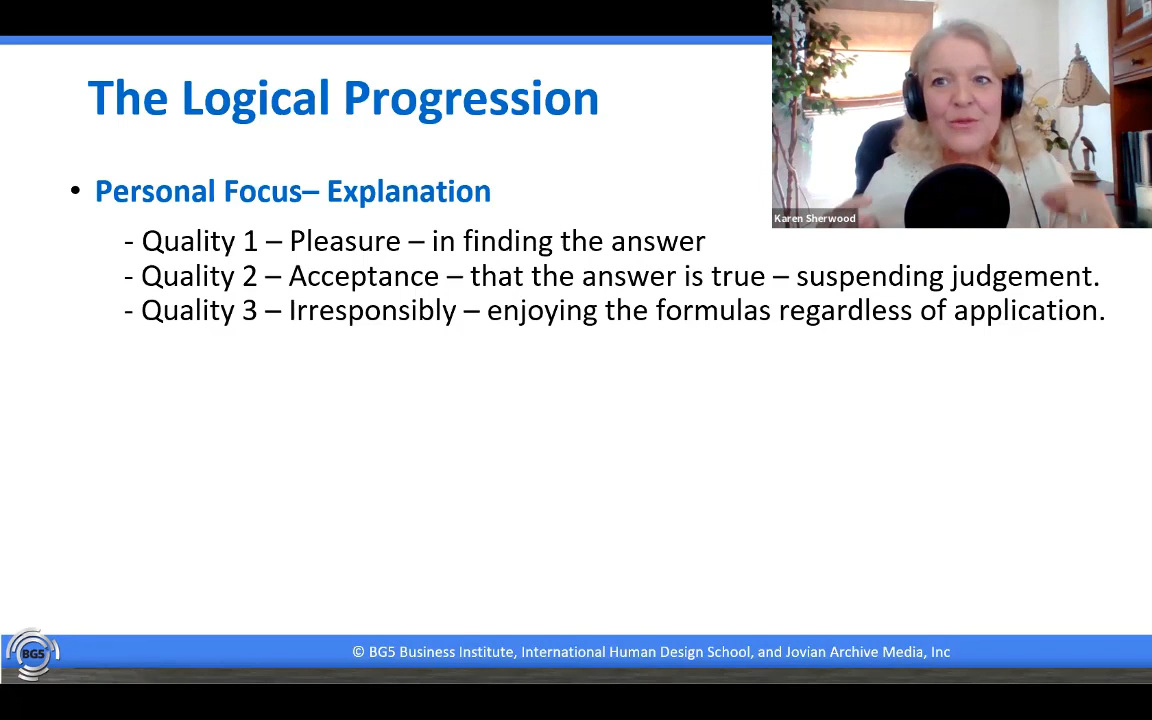 The Logical Progression
Karen Sherwood
• Personal Focus– Explanation
- Quality 1 – Pleasure – in finding the answer
- Quality 2 – Acceptance – that the answer is true – suspending judgement.
- Quality 3 – Irresponsibly – enjoying the formulas regardless of application.
BG5
© BG5 Business Institute, International Human Design School, and Jovian Archive Media, Inc